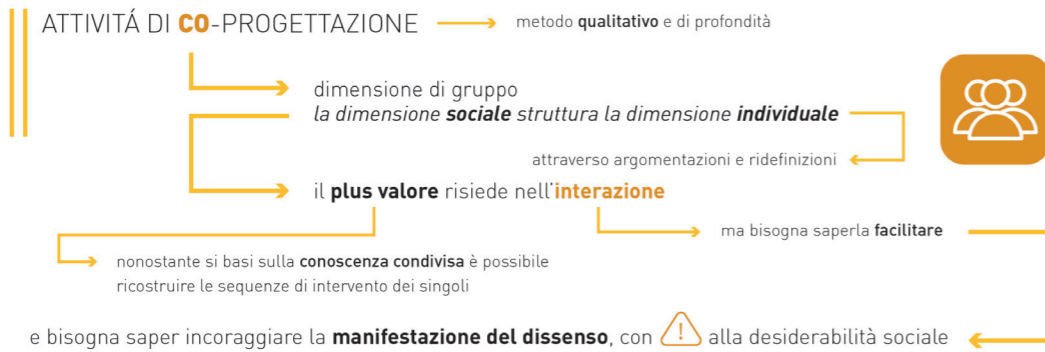 ATTIVITÁ DI CO-PROGETTAZIONE
metodo qualitativo e di profondità
dimensione di gruppo
la dimensione sociale struttura la dimensione individuale
attraverso argomentazioni e ridefinizioni
il plus valore risiede nell'interazione
ma bisogna saperla facilitare
nonostante si basi sulla conoscenza condivisa è possibile
ricostruire le sequenze di intervento dei singoli
e bisogna saper incoraggiare la manifestazione del dissenso, con ! alla desiderabilità sociale